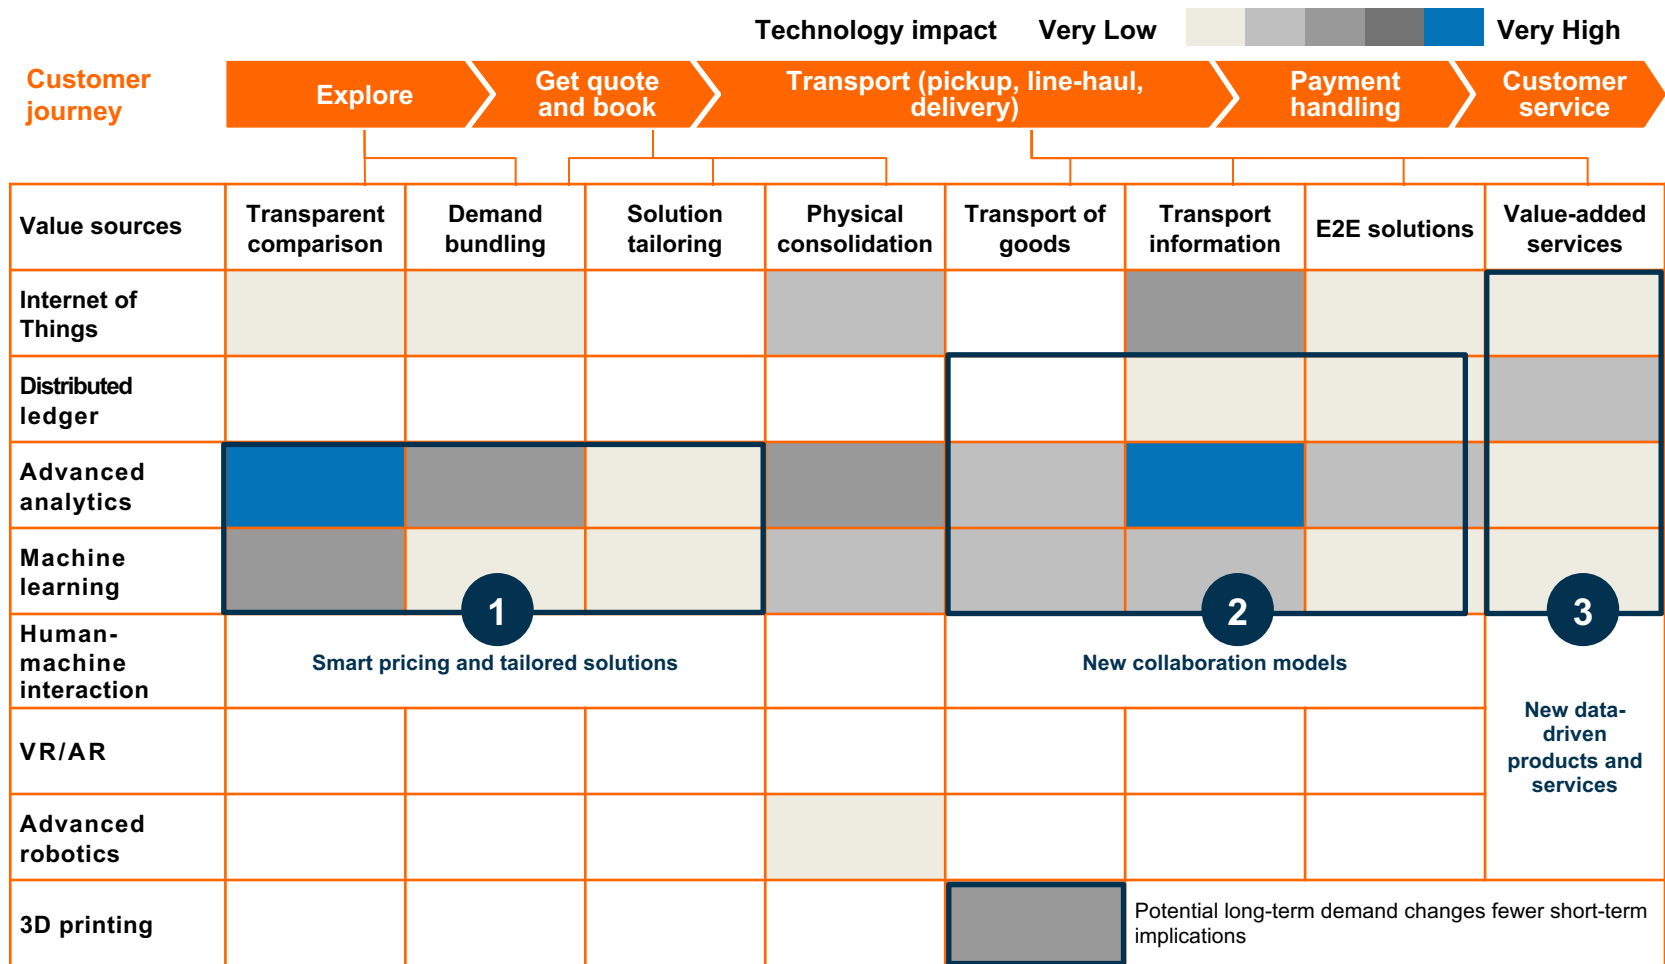 Technology impact Very Low Very High
Customer
journey
Explore
Get quote
and book
Transport (pickup, line-haul,
delivery)
Payment
handling
Customer
service
Value sources
Transparent
comparison
Demand
bundling
Solution
tailoring
Physical
consolidation
Transport of
goods
Transport
information
E2E solutions
Value-added
services
Internet of
Things
Distributed
ledger
Advanced
analytics
Machine
learning
1
2
3
Human-
machine
interaction
Smart pricing and tailored solutions
New collaboration models
New data-
driven
products and
services
VR/AR
Advanced
robotics
3D printing
Potential long-term demand changes fewer short-term
implications